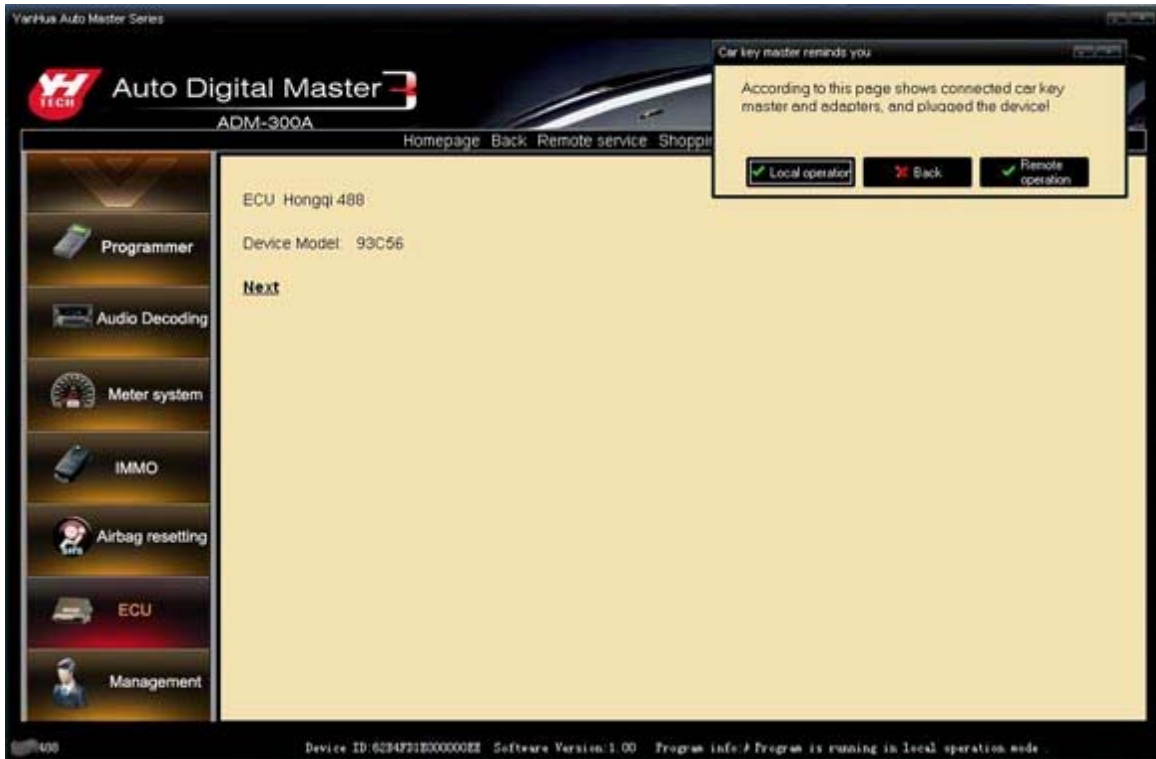 YanHua Auto Master Series
YH
TECH
Auto Digital Master 3
ADM-300A
Homepage Back Remote service
Car key master reminds you
According to this page shows connected car key
master and adapters, and plugged the device!
Local operation
Back
Remote
operation
Programmer
Audio Decoding
Meter system
IMMO
Airbag resetting
ECU
Management
ECU Hongqi 488
Device Model: 93C56
Next
Software Version:1.00 Program info: Program is running in local operation mode .